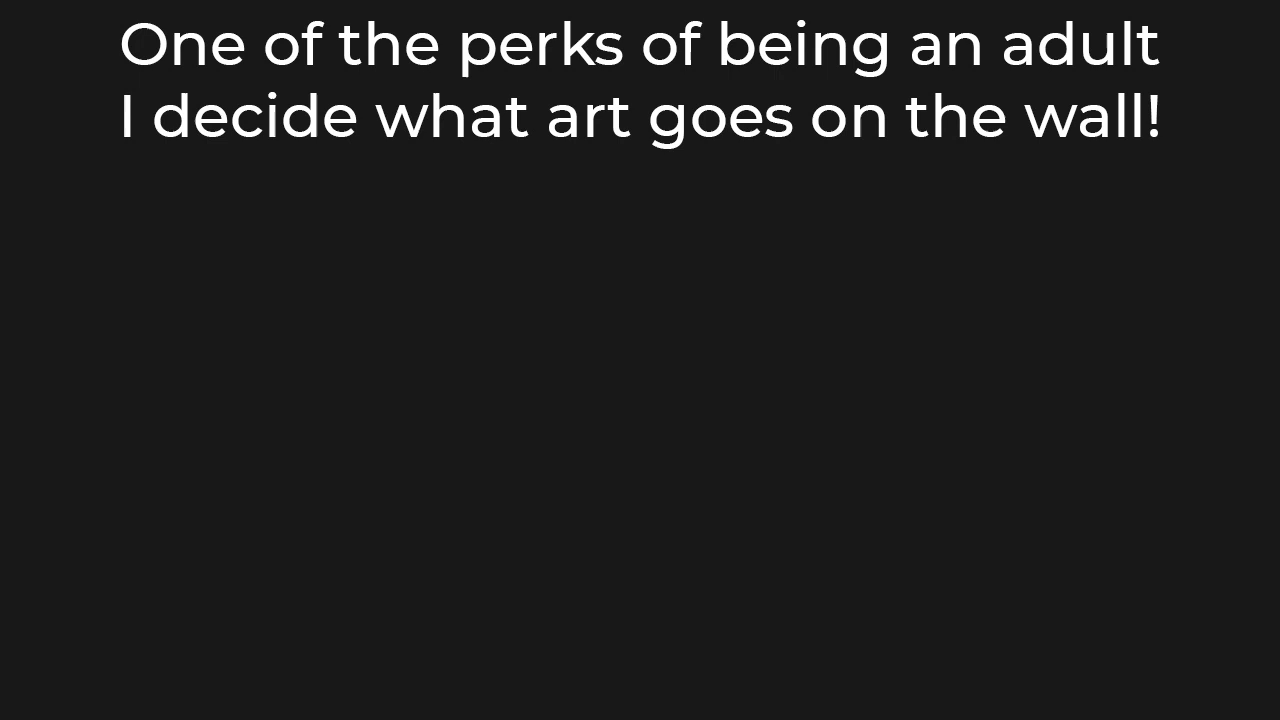 One of the perks of being an adult
I decide what art goes on the wall!